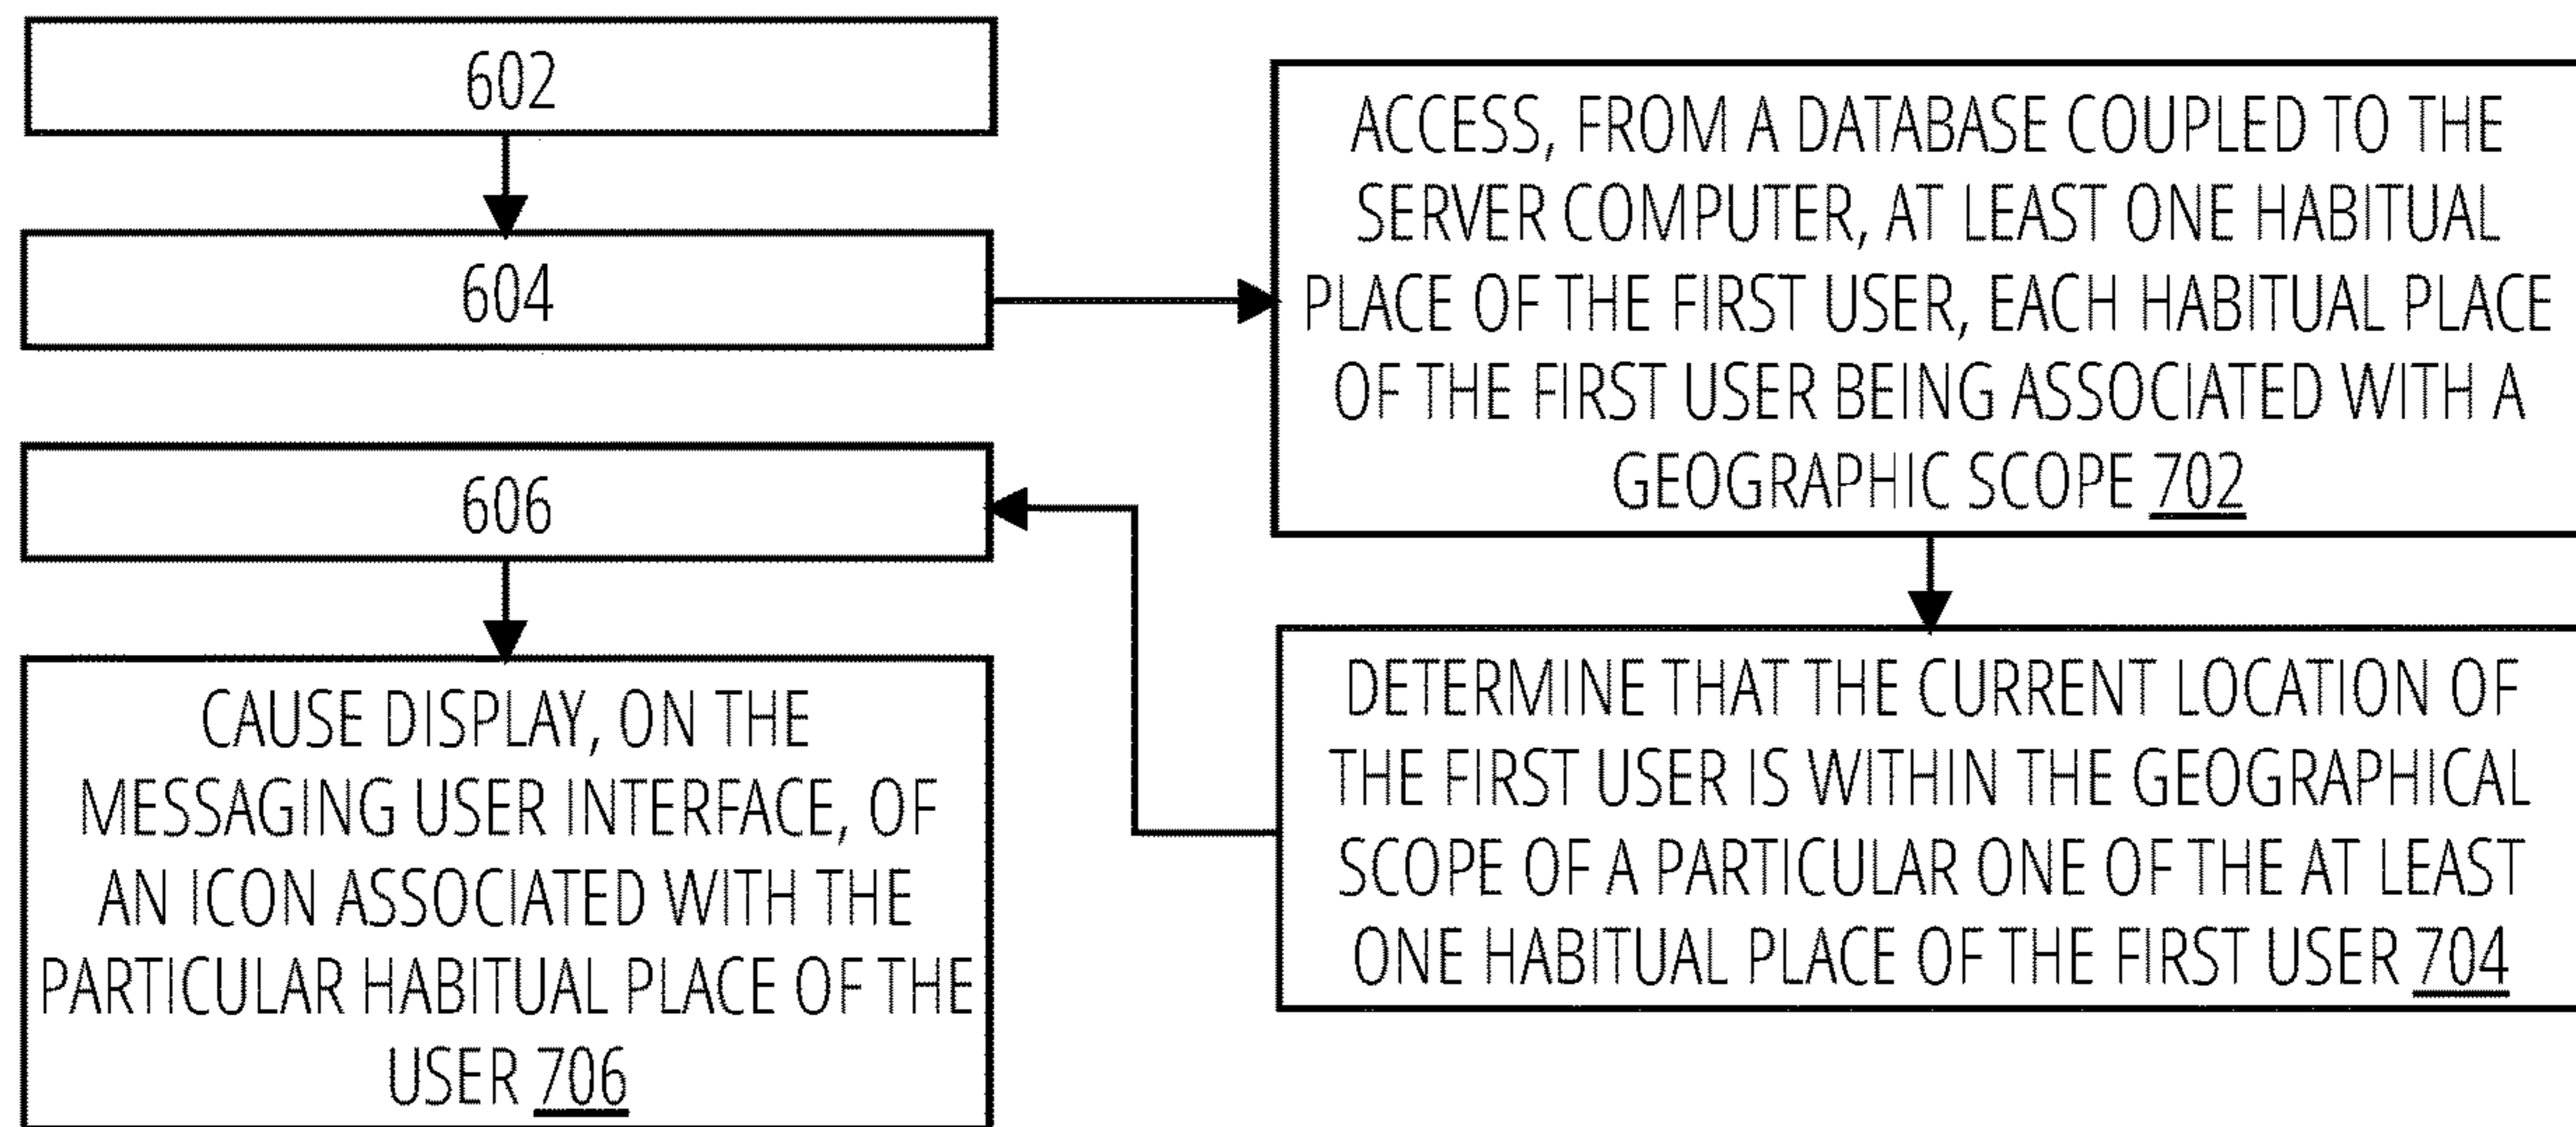 602
604
ACCESS, FROM A DATABASE COUPLED TO THE
SERVER COMPUTER, AT LEAST ONE HABITUAL
PLACE OF THE FIRST USER, EACH HABITUAL PLACE
OF THE FIRST USER BEING ASSOCIATED WITH A
GEOGRAPHIC SCOPE 702
DETERMINE THAT THE CURRENT LOCATION OF
THE FIRST USER IS WITHIN THE GEOGRAPHICAL
SCOPE OF A PARTICULAR ONE OF THE AT LEAST
ONE HABITUAL PLACE OF THE FIRST USER 704
606
CAUSE DISPLAY, ON THE
MESSAGING USER INTERFACE, OF
AN ICON ASSOCIATED WITH THE
PARTICULAR HABITUAL PLACE OF THE
USER 706